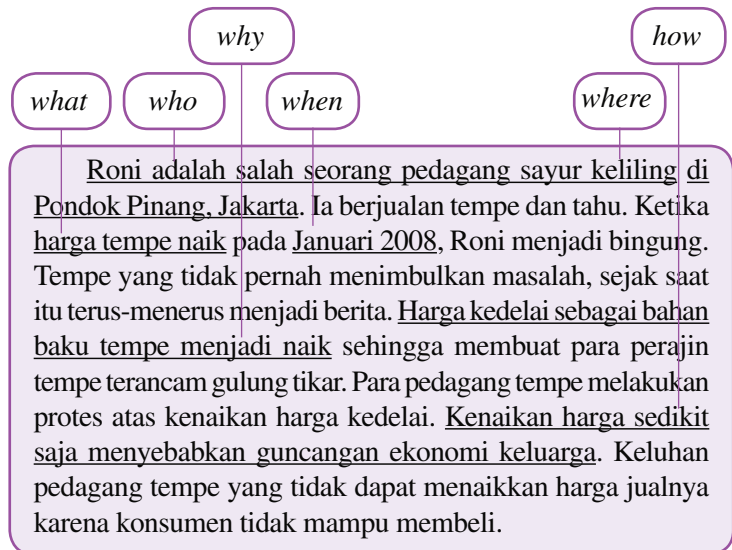 why
how
what
who
when
where
Roni adalah salah seorang pedagang sayur keliling di
Pondok Pinang, Jakarta. Ia berjualan tempe dan tahu. Ketika
harga tempe naik pada Januari 2008, Roni menjadi bingung.
Tempe yang tidak pernah menimbulkan masalah, sejak saat
itu terus-menerus menjadi berita. Harga kedelai sebagai bahan
baku tempe menjadi naik sehingga membuat para perajin
tempe terancam gulung tikar. Para pedagang tempe melakukan
protes atas kenaikan harga kedelai. Kenaikan harga sedikit
saja menyebabkan guncangan ekonomi keluarga. Keluhan
pedagang tempe yang tidak dapat menaikkan harga jualnya
karena konsumen tidak mampu membeli.